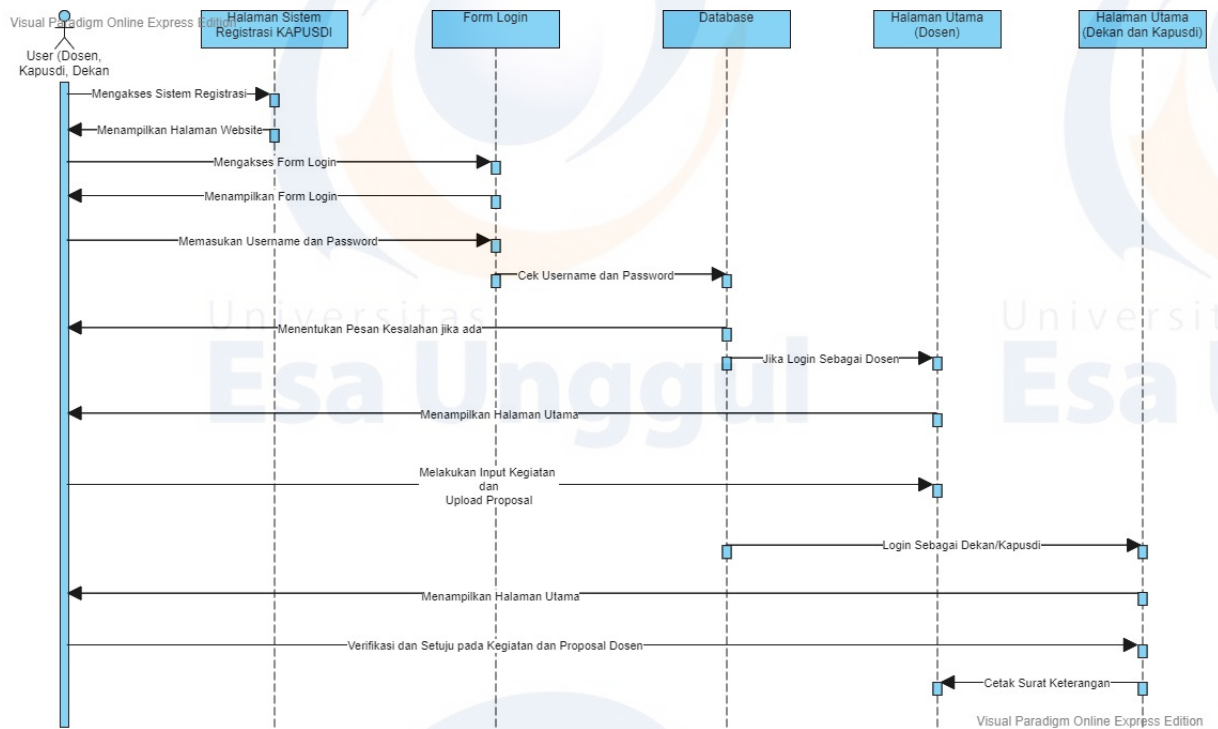 Visual Paradigm Online Express Edition
Halaman Sistem
Registrasi KAPUSDI
Form Login
Database
Halaman Utama
(Dosen)
Halaman Utama
(Dekan dan Kapusdi)
User (Dosen,
Kapusdi, Dekan
Mengakses Sistem Registrasi
Menampilkan Halaman Website
Mengakses Form Login
Menampilkan Form Login
Memasukan Username dan Password
Cek Username dan Password
Universitas
Esa Unggul
Universit
Esa U
Menentukan Pesan Kesalahan jika ada
Jika Login Sebagai Dosen
Menampilkan Halaman Utama
Melakukan Input Kegiatan
dan
Upload Proposal
Login Sebagai Dekan/Kapusdi
Menampilkan Halaman Utama
Verifikasi dan Setuju pada Kegiatan dan Proposal Dosen
Cetak Surat Keterangan
Visual Paradigm Online Express Edition